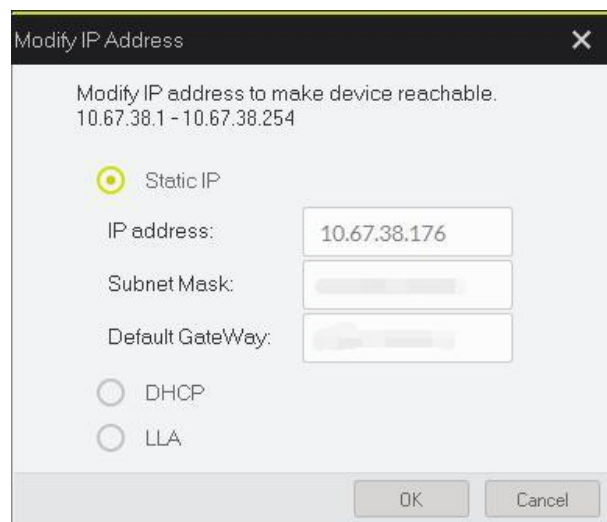 Modify IP Address
Modify IP address to make device reachable.
10.67.38.1 - 10.67.38.254
Static IP
IP address: 10.67.38.176
Subnet Mask:
Default GateWay:
DHCP
LLA
OK Cancel